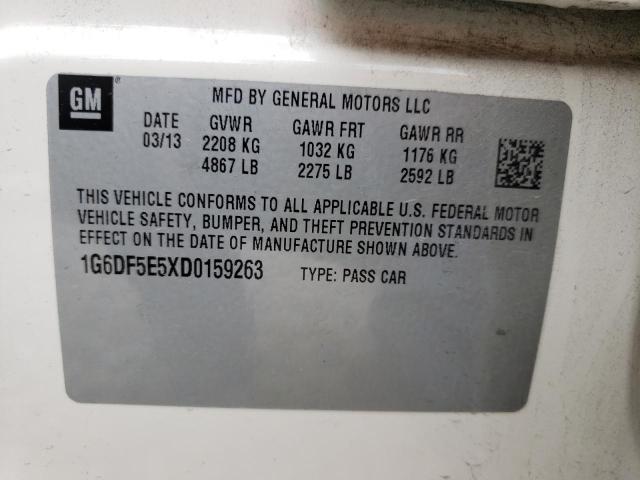 GM
MFD BY GENERAL MOTORS LLC
DATE GVWR GAWR FRT GAWR RR
03/13 2208 KG 1032 KG 1176 KG
4867 LB 2275 LB 2592 LB
THIS VEHICLE CONFORMS TO ALL APPLICABLE U.S. FEDERAL MOTOR
VEHICLE SAFETY, BUMPER, AND THEFT PREVENTION STANDARDS IN
EFFECT ON THE DATE OF MANUFACTURE SHOWN ABOVE.
1G6DF5E5XD0159263 TYPE: PASS CAR